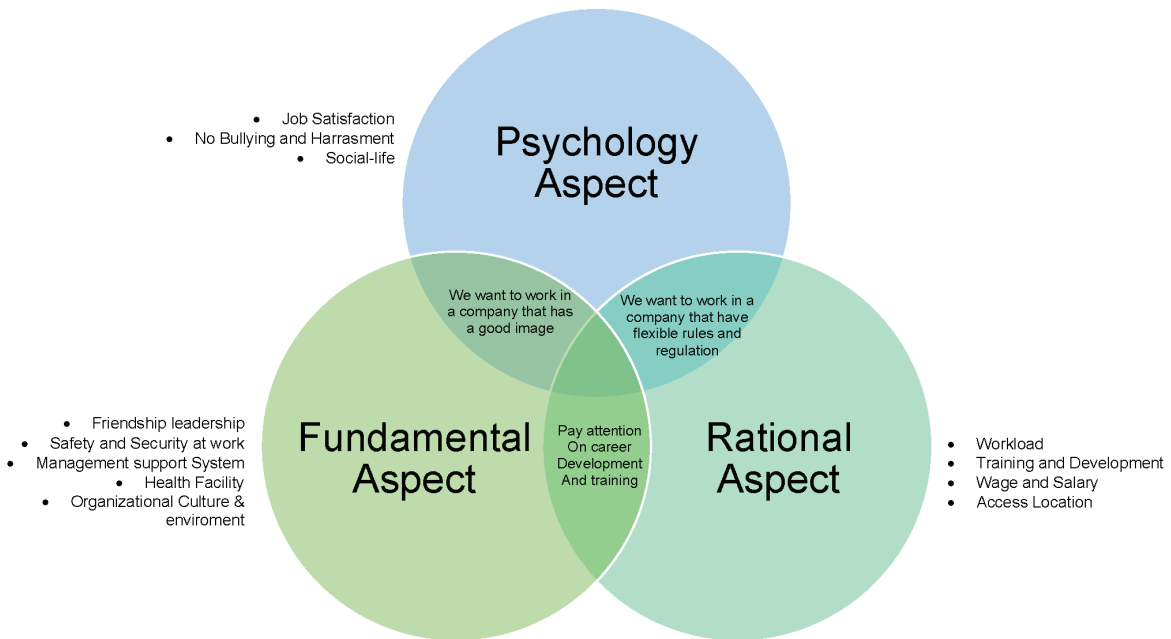 • Job Satisfaction
• No Bullying and Harrasment
• Social-life
Psychology
Aspect
We want to work in
a company that has
a good image
We want to work in a
company that have
flexible rules and
regulation
• Friendship leadership
• Safety and Security at work
• Management support System
• Health Facility
• Organizational Culture &
enviroment
Fundamental
Aspect
Pay attention
On career
Development
And training
Rational
Aspect
• Workload
• Training and Development
• Wage and Salary
• Access Location